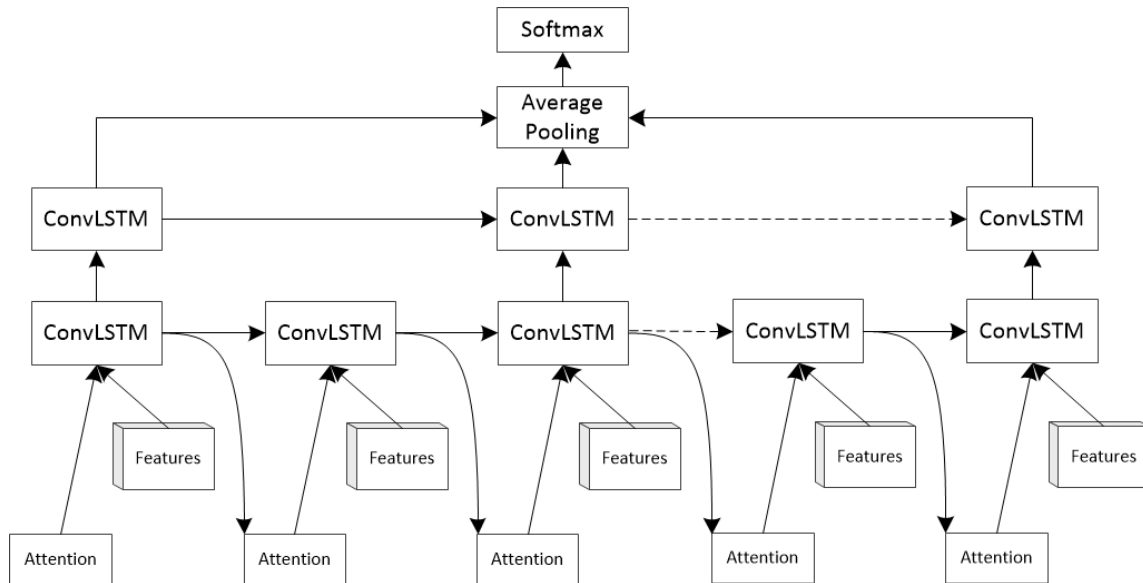 Softmax
Average
Pooling
ConvLSTM
ConvLSTM
ConvLSTM
ConvLSTM
ConvLSTM
ConvLSTM
ConvLSTM
ConvLSTM
Features
Features
Features
Features
Features
Attention
Attention
Attention
Attention
Attention